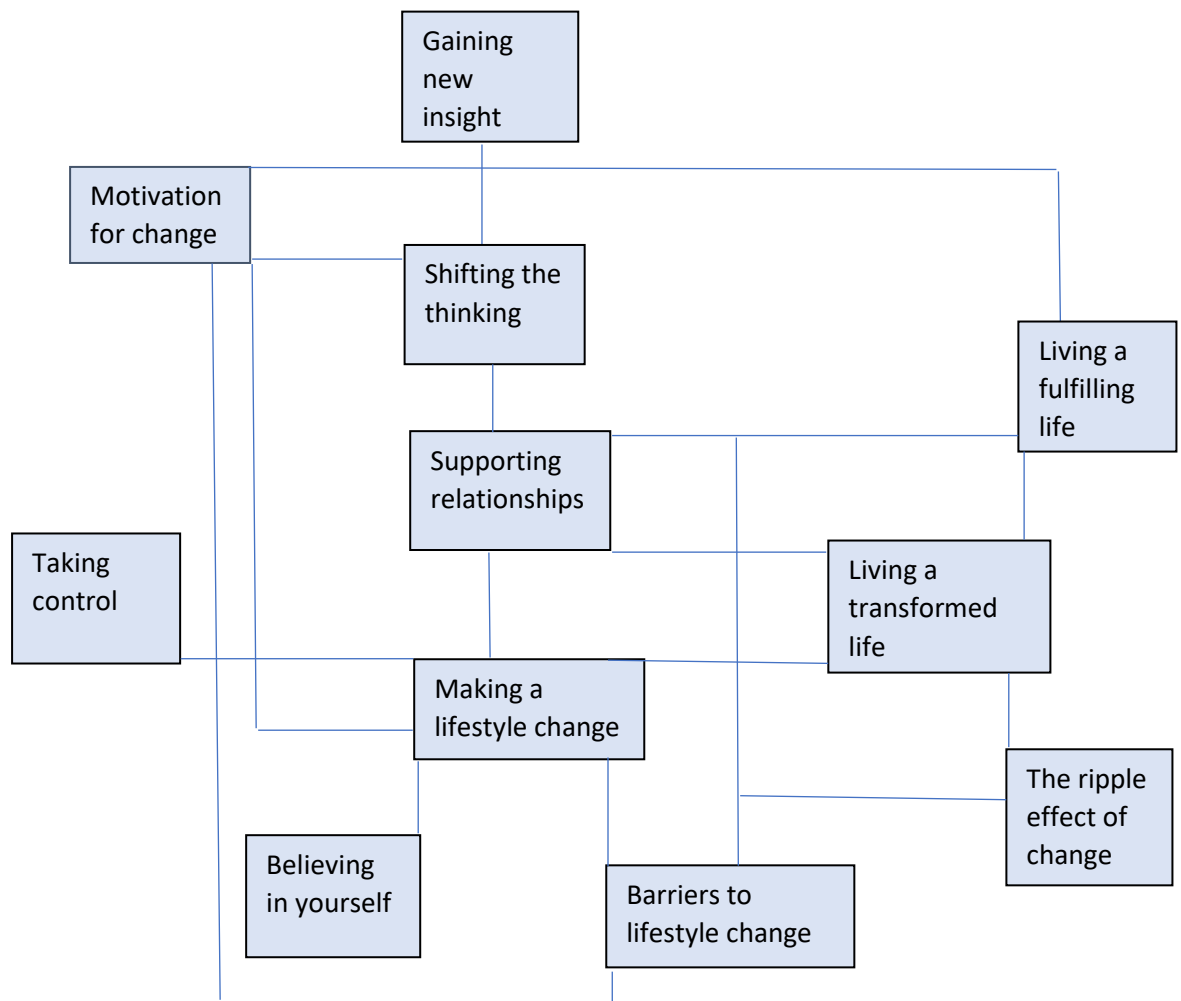 Gaining
new
insight
Motivation
for change
Shifting the
thinking
Living a
fulfilling
life
Supporting
relationships
Taking
control
Living a
transformed
life
Making a
lifestyle change
The ripple
effect of
change
Believing
in yourself
Barriers to
lifestyle change